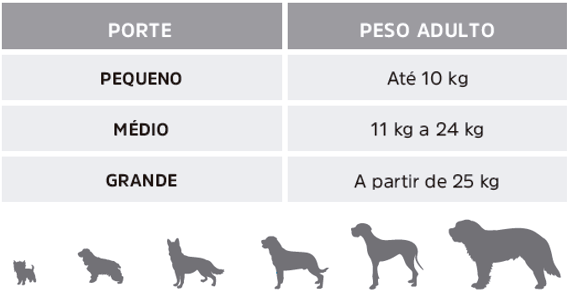 PORTE PESO ADULTO
PEQUENO Até 10 kg
MÉDIO 11 kg a 24 kg
GRANDE A partir de 25 kg